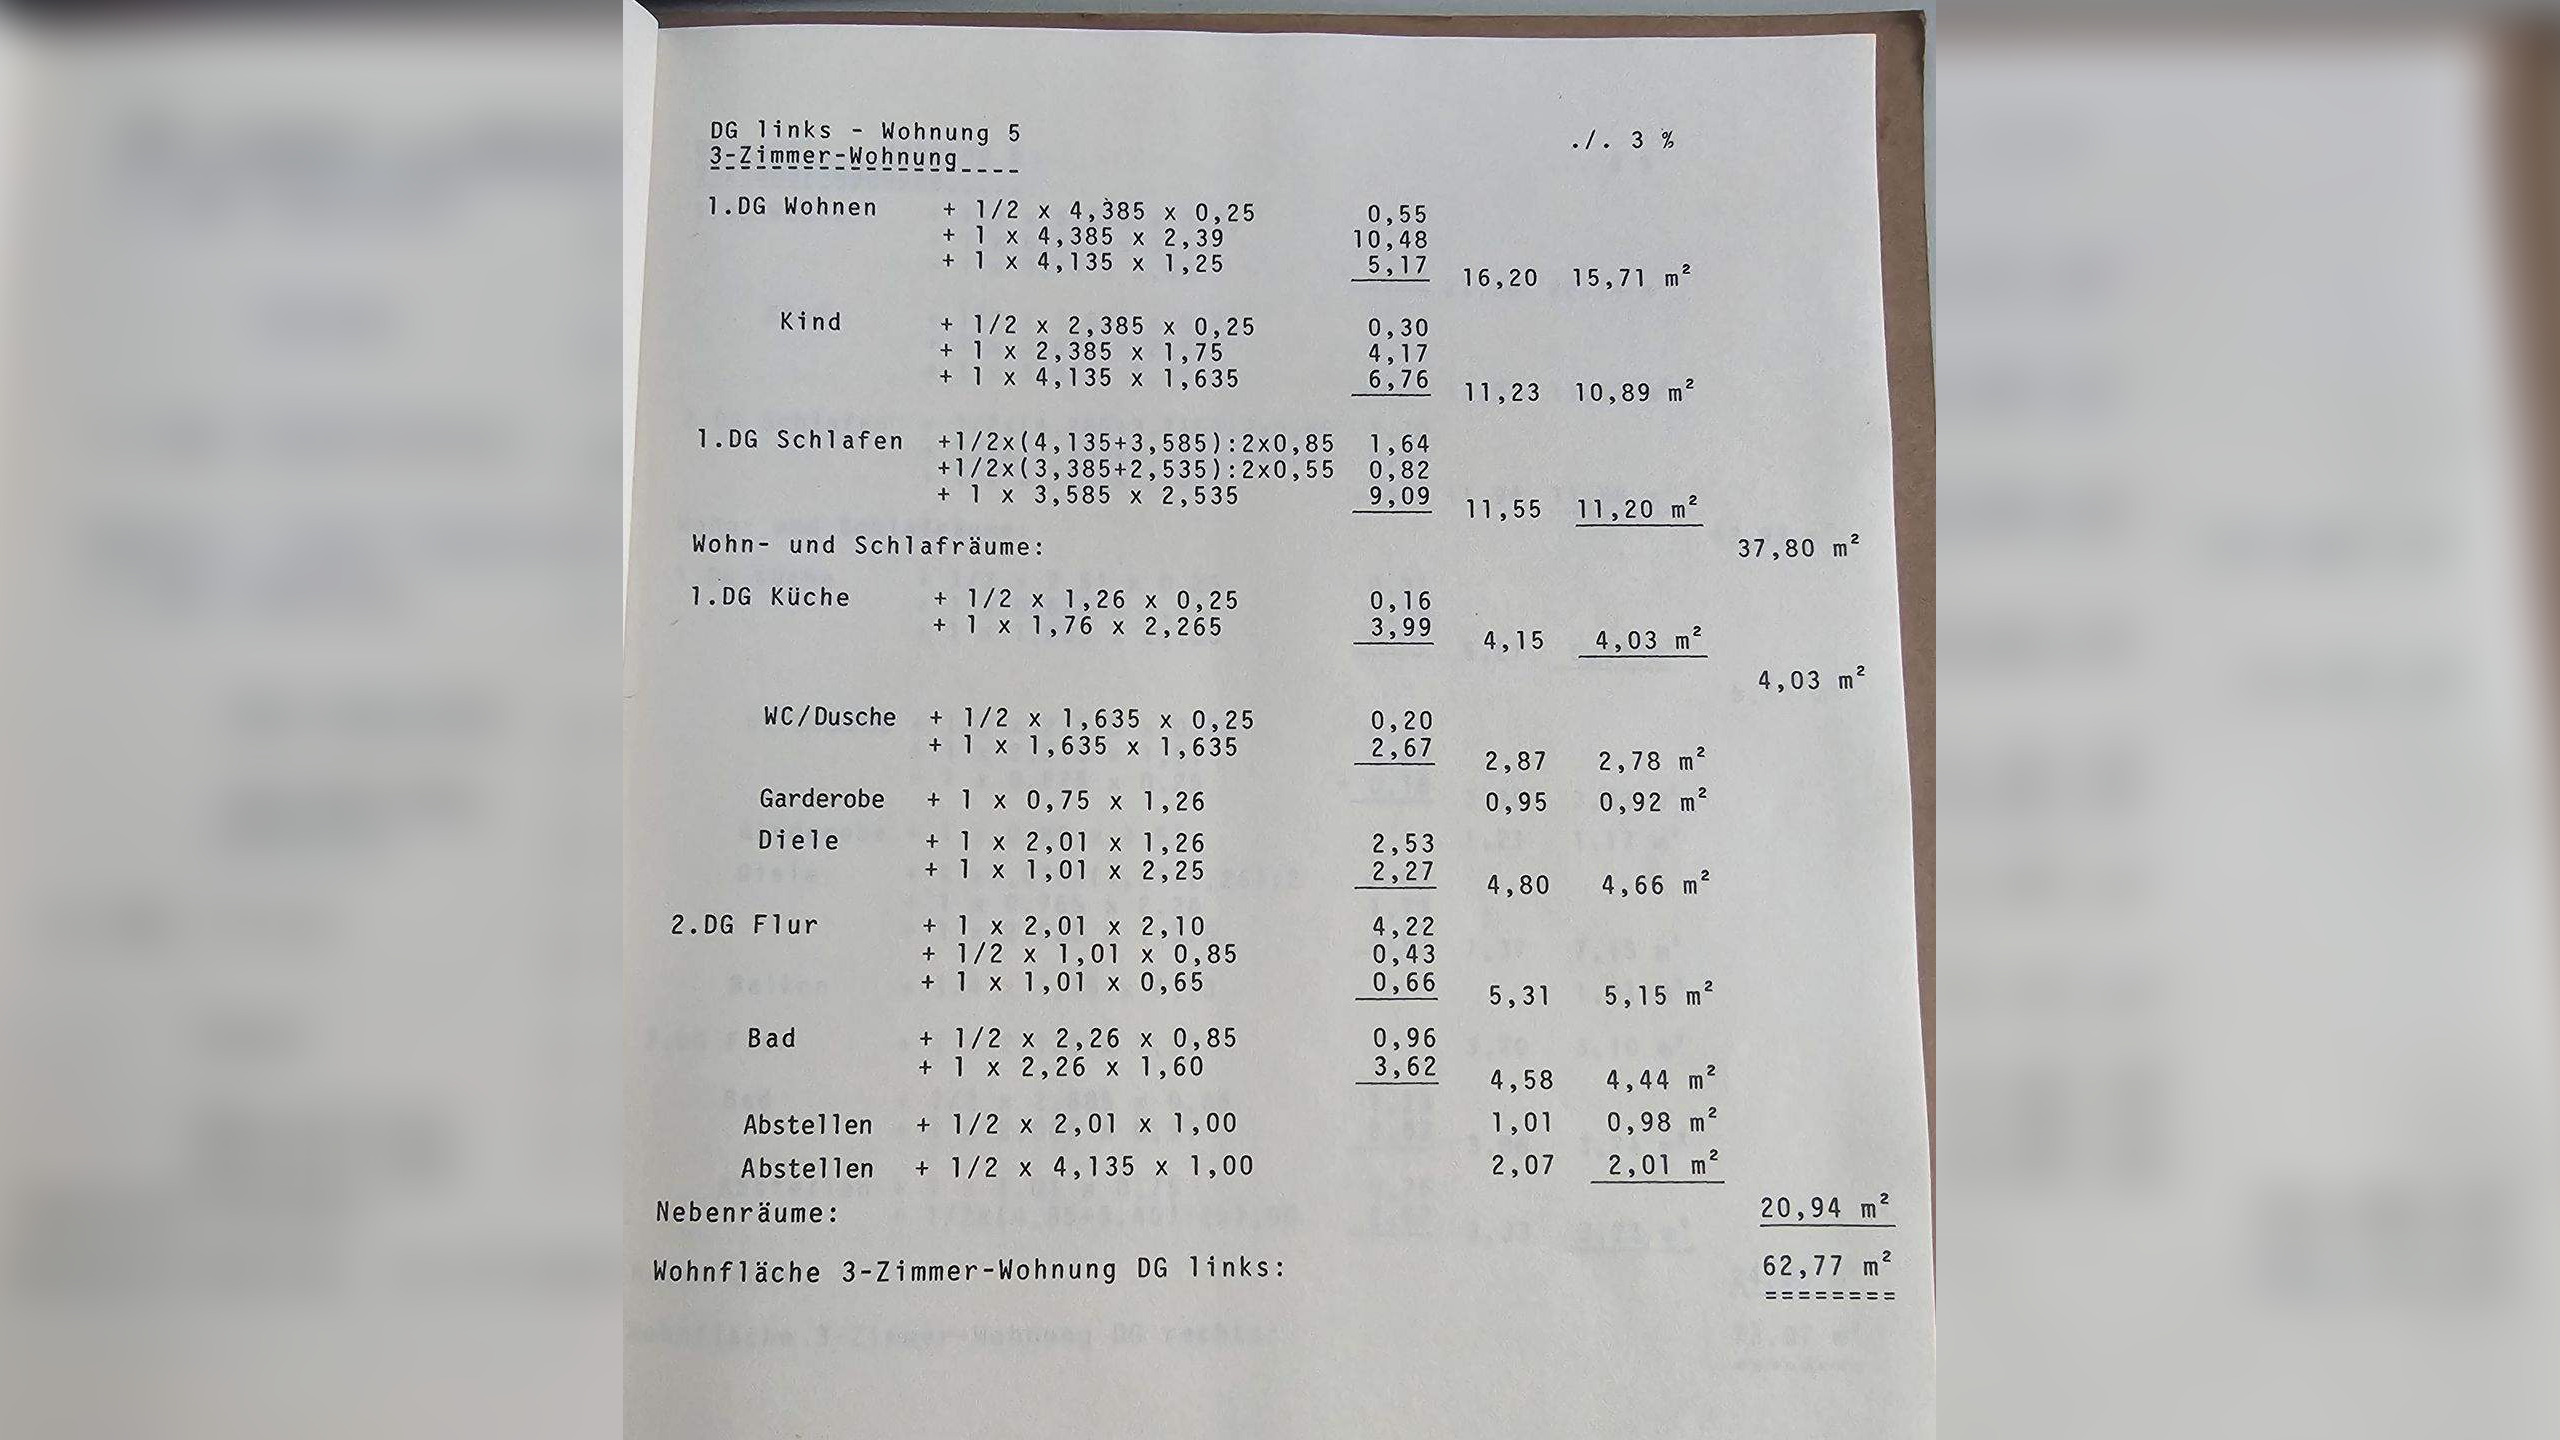 DG links - Wohnung 5 ./. 3 %
3-Zimmer-Wohnung
1.DG Wohnen + 1/2 x 4,385 x 0,25 0,55
+ 1 x 4,385 x 2,39 10,48
+ 1 x 4,135 x 1,25 5,17 16,20 15,71 m²
Kind + 1/2 x 2,385 x 0,25 0,30
+ 1 x 2,385 x 1,75 4,17
+ 1 x 4,135 x 1,635 6,76 11,23 10,89 m²
1.DG Schlafen +1/2x(4,135+3,585):2x0,85 1,64
+1/2x(3,385+2,535):2x0,55 0,82
+ 1 x 3,585 x 2,535 9,09 11,55 11,20 m²
Wohn- und Schlafräume: 37,80 m²
1.DG Küche + 1/2 x 1,26 x 0,25 0,16
+ 1 x 1,76 x 2,265 3,99 4,15 4,03 m²
4,03 m²
WC/Dusche + 1/2 x 1,635 x 0,25 0,20
+ 1 x 1,635 x 1,635 2,67 2,87 2,78 m²
Garderobe + 1 x 0,75 x 1,26 0,95 0,92 m²
Diele + 1 x 2,01 x 1,26 2,53
+ 1 x 1,01 x 2,25 2,27 4,80 4,66 m²
2.DG Flur + 1 x 2,01 x 2,10 4,22
+ 1/2 x 1,01 x 0,85 0,43
+ 1 x 1,01 x 0,65 0,66 5,31 5,15 m²
Bad + 1/2 x 2,26 x 0,85 0,96
+ 1 x 2,26 x 1,60 3,62 4,58 4,44 m²
Abstellen + 1/2 x 2,01 x 1,00 1,01 0,98 m²
Abstellen + 1/2 x 4,135 x 1,00 2,07 2,01 m²
Nebenräume: 20,94 m²
Wohnfläche 3-Zimmer-Wohnung DG links: 62,77 m²